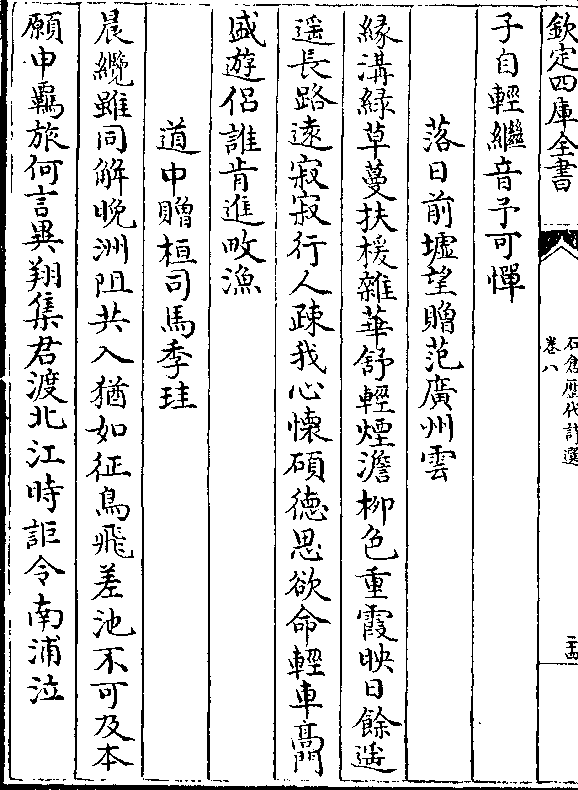 欽定四庫全書
石倉歷代詩選
卷八
子自輕繼音予可憚
落日前墟望贈范廣州雲
緣溝綠草蔓扶楥雜華舒輕煙澹柳色重霞映日餘遥
遥長路遠寂寂行人疎我心懷碩德思欲命輕車高門
盛遊侶誰肯進畋漁
道中贈桓司馬季珪
晨纜雖同解晚洲阻共入猶如征鳥飛差池不可及本
願申羈旅何言異翔集君渡北江時詎令南浦泣